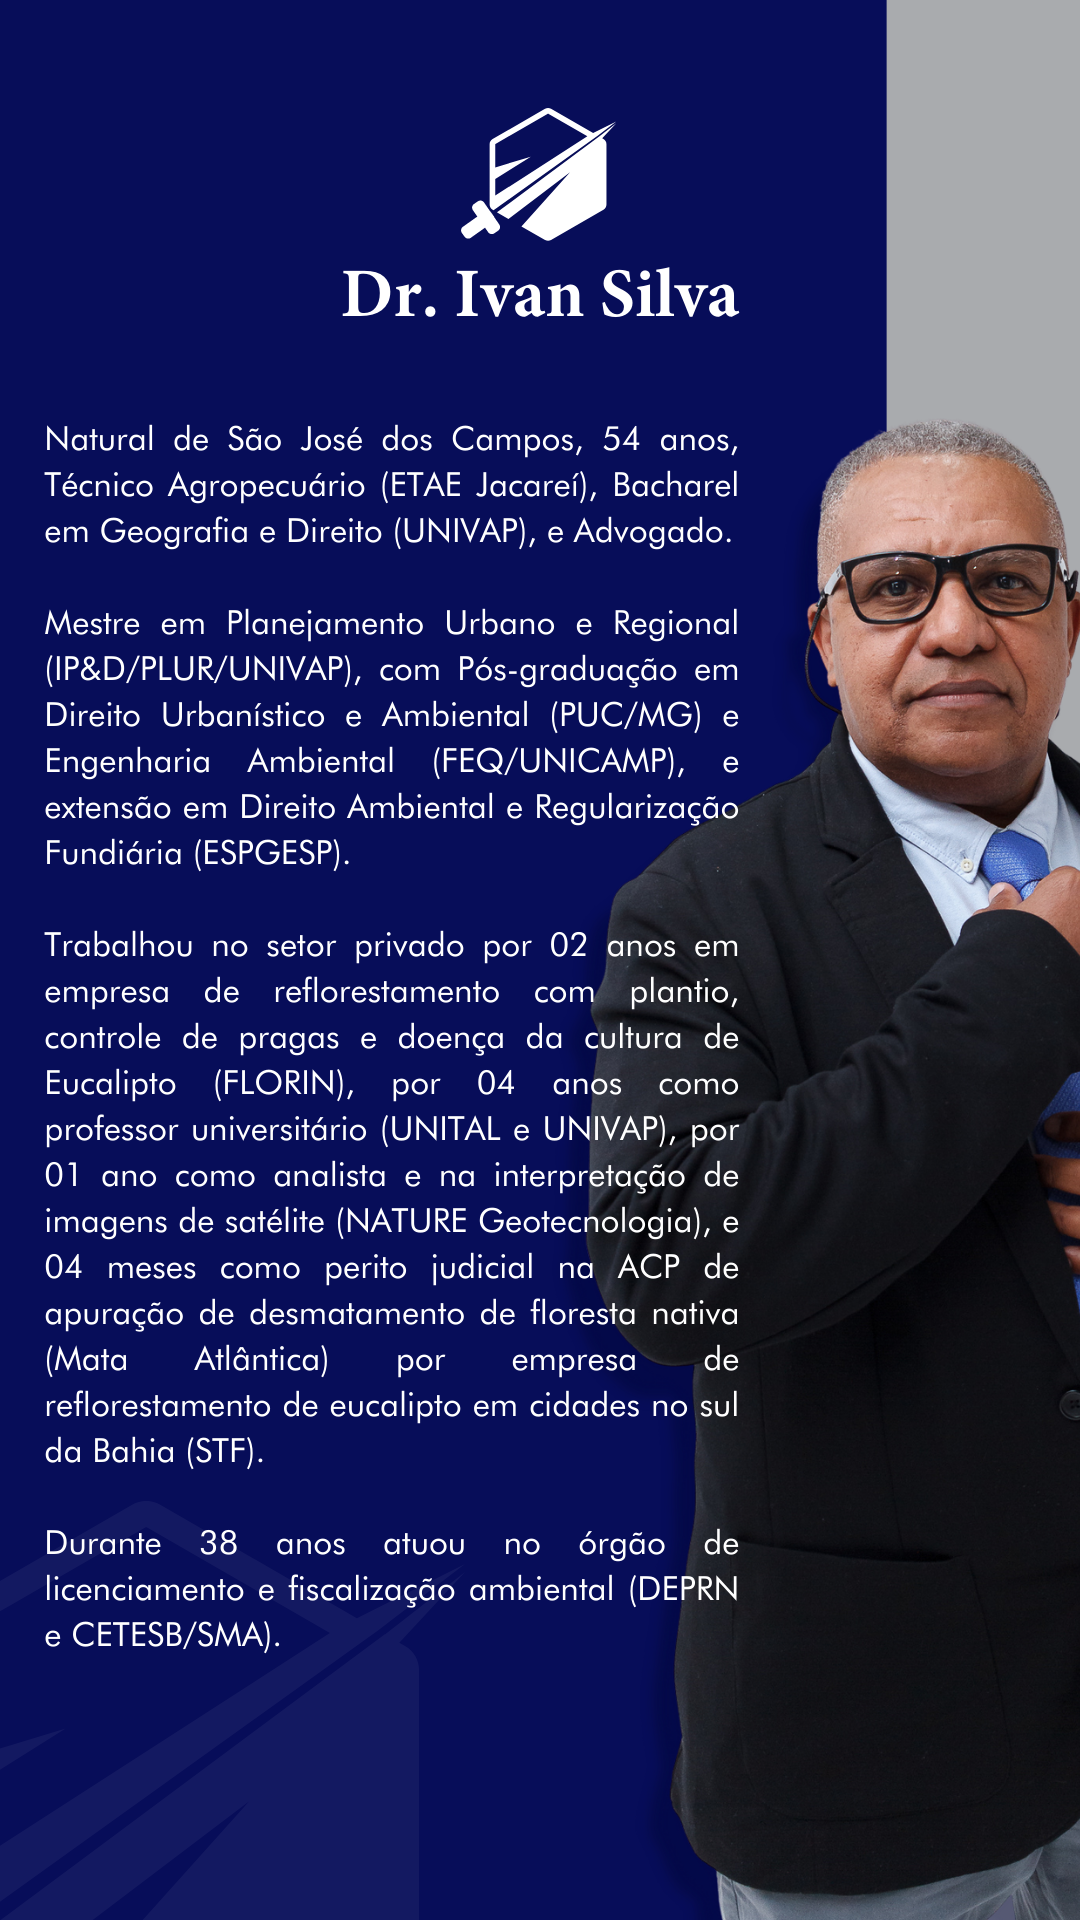 Dr. Ivan Silva
Natural de São José dos Campos, 54 anos,
Técnico Agropecuário (ETAE Jacareí), Bacharel
em Geografia e Direito (UNIVAP), e Advogado.
Mestre em Planejamento Urbano e Regional
(IP&D/PLUR/UNIVAP), com Pós-graduação em
Direito Urbanístico e Ambiental (PUC/MG) e
Engenharia Ambiental (FEQ/UNICAMP), e
extensão em Direito Ambiental e Regularização
Fundiária (ESPGESP).
Trabalhou no setor privado por 02 anos em
empresa de reflorestamento com plantio,
controle de pragas e doença da cultura de
Eucalipto (FLORIN), por 04 anos como
professor universitário (UNITAL e UNIVAP), por
01 ano como analista e na interpretação de
imagens de satélite (NATURE Geotecnologia), e
04 meses como perito judicial na ACP de
apuração de desmatamento de floresta nativa
(Mata Atlântica) por empresa de
reflorestamento de eucalipto em cidades no sul
da Bahia (STF).
Durante 38 anos atuou no órgão de
licenciamento e fiscalização ambiental (DEPRN
e CETESB/SMA).